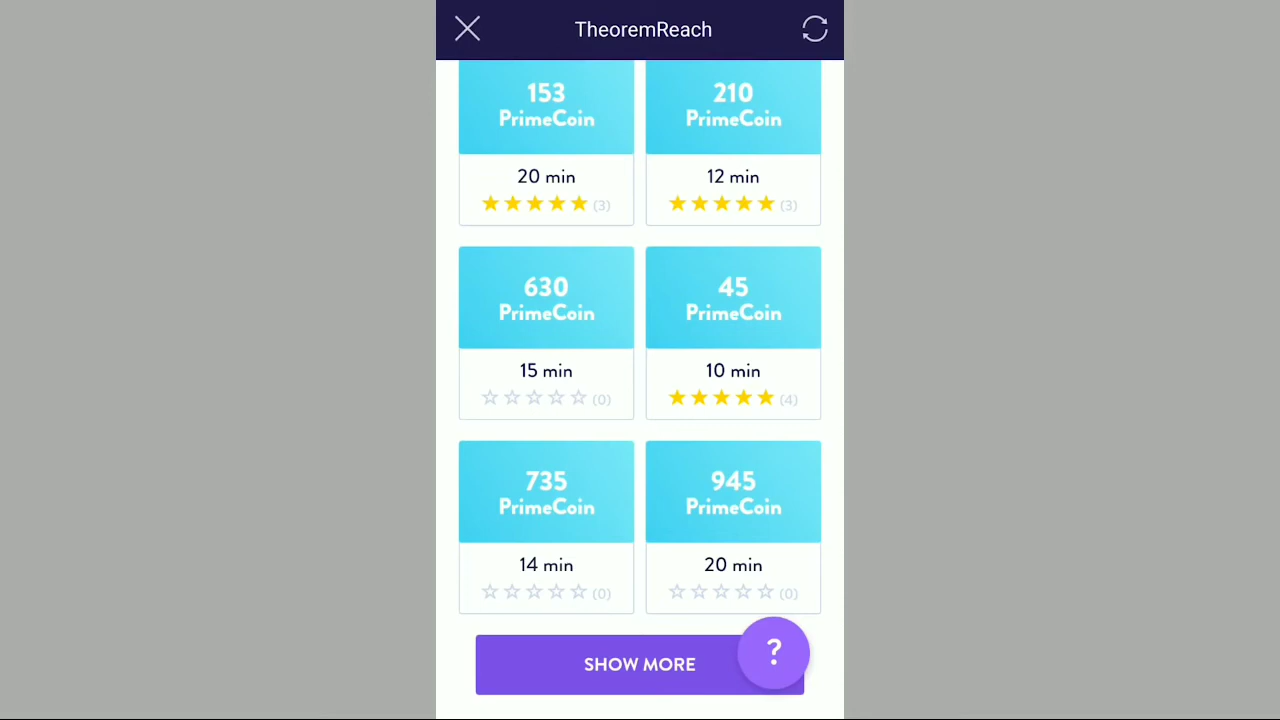 TheoremReach
153
PrimeCoin
20 min
(3)
210
PrimeCoin
12 min
(3)
630
PrimeCoin
15 min
(0)
45
PrimeCoin
10 min
(4)
735
PrimeCoin
14 min
(0)
945
PrimeCoin
20 min
(0)
SHOW MORE
?